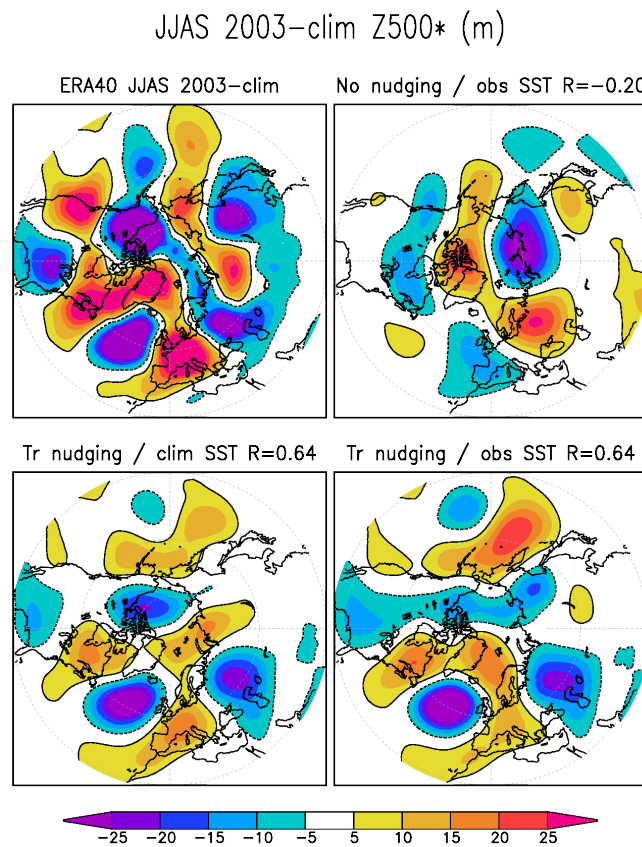 JJAS 2003-clim Z500* (m)
ERA40 JJAS 2003-clim
No nudging / obs SST R=-0.20
Tr nudging / clim SST R=0.64
Tr nudging / obs SST R=0.64
-25 -20 -15 -10 -5 5 10 15 20 25